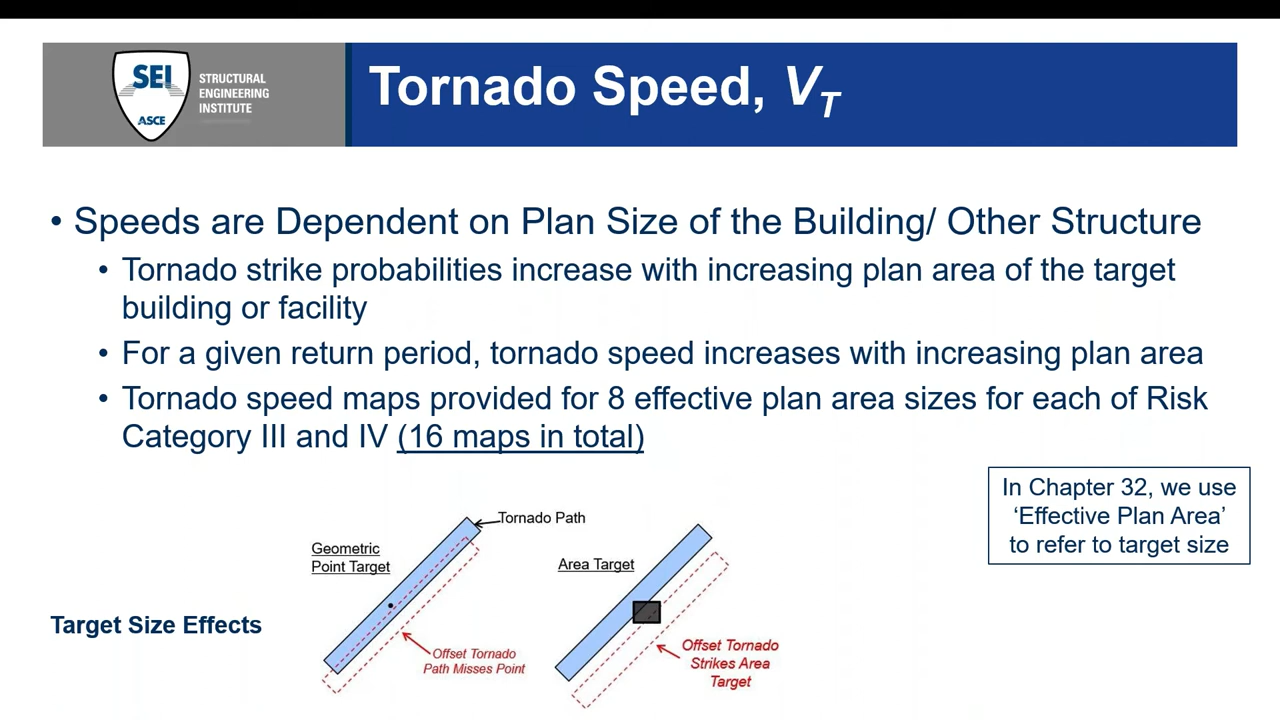 SEI
ASCE
STRUCTURAL
ENGINEERING
INSTITUTE
Tornado Speed, V_T
• Speeds are Dependent on Plan Size of the Building/ Other Structure
• Tornado strike probabilities increase with increasing plan area of the target
building or facility
• For a given return period, tornado speed increases with increasing plan area
• Tornado speed maps provided for 8 effective plan area sizes for each of Risk
Category III and IV (16 maps in total)
In Chapter 32, we use
‘Effective Plan Area’
to refer to target size
Target Size Effects
Geometric
Point Target
Tornado Path
Offset Tornado
Path Misses Point
Area Target
Offset Tornado
Strikes Area
Target